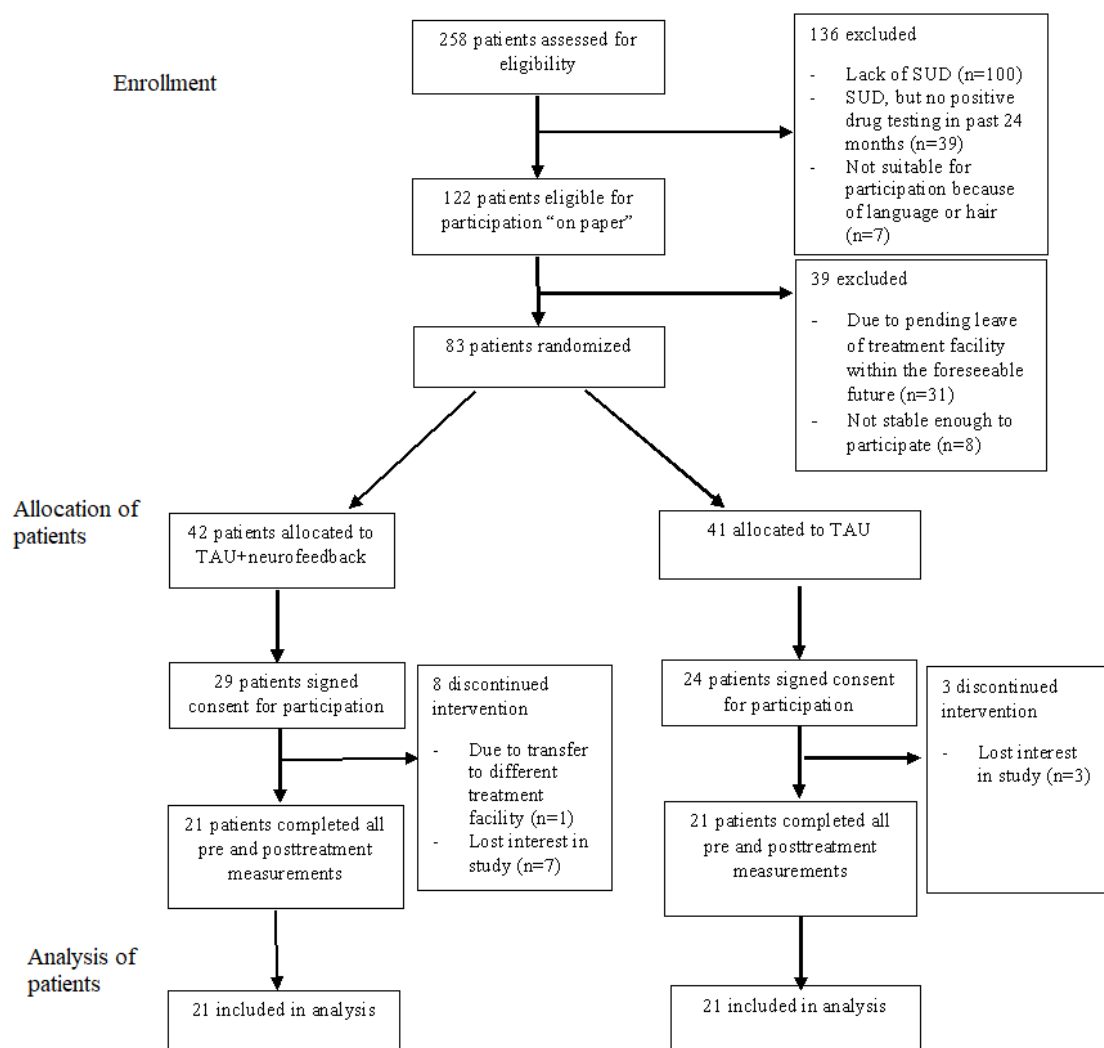 258 patients assessed for
eligibility
136 excluded
- Lack of SUD (n=100)
- SUD, but no positive
drug testing in past 24
months (n=39)
- Not suitable for
participation because
of language or hair
(n=7)
Enrollment
122 patients eligible for
participation “on paper”
39 excluded
- Due to pending leave
of treatment facility
within the foreseeable
future (n=31)
- Not stable enough to
participate (n=8)
83 patients randomized
Allocation of
patients
42 patients allocated to
TAU+neurofeedback
41 allocated to TAU
29 patients signed
consent for participation
8 discontinued
intervention
- Due to transfer
to different
treatment
facility (n=1)
- Lost interest in
study (n=7)
24 patients signed consent
for participation
3 discontinued
intervention
- Lost interest
in study (n=3)
21 patients completed all
pre and posttreatment
measurements
21 patients completed all
pre and posttreatment
measurements
Analysis of
patients
21 included in analysis
21 included in analysis